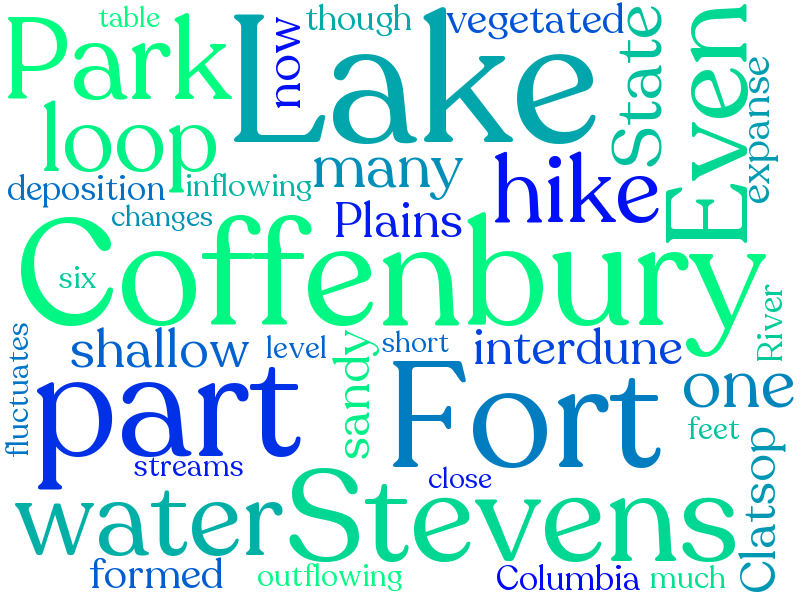 table
Park
Lake
now
though
vegetated
State
Even
expanse
loop
many
hike
deposition
inflowing
changes
Plains
Coffenbury
six
River
fluctuates
shallow
level
sandy
short
interdune
part
Fort
one
feet
streams
close
Clatsop
water
Stevens
formed
outflowing
Columbia
much